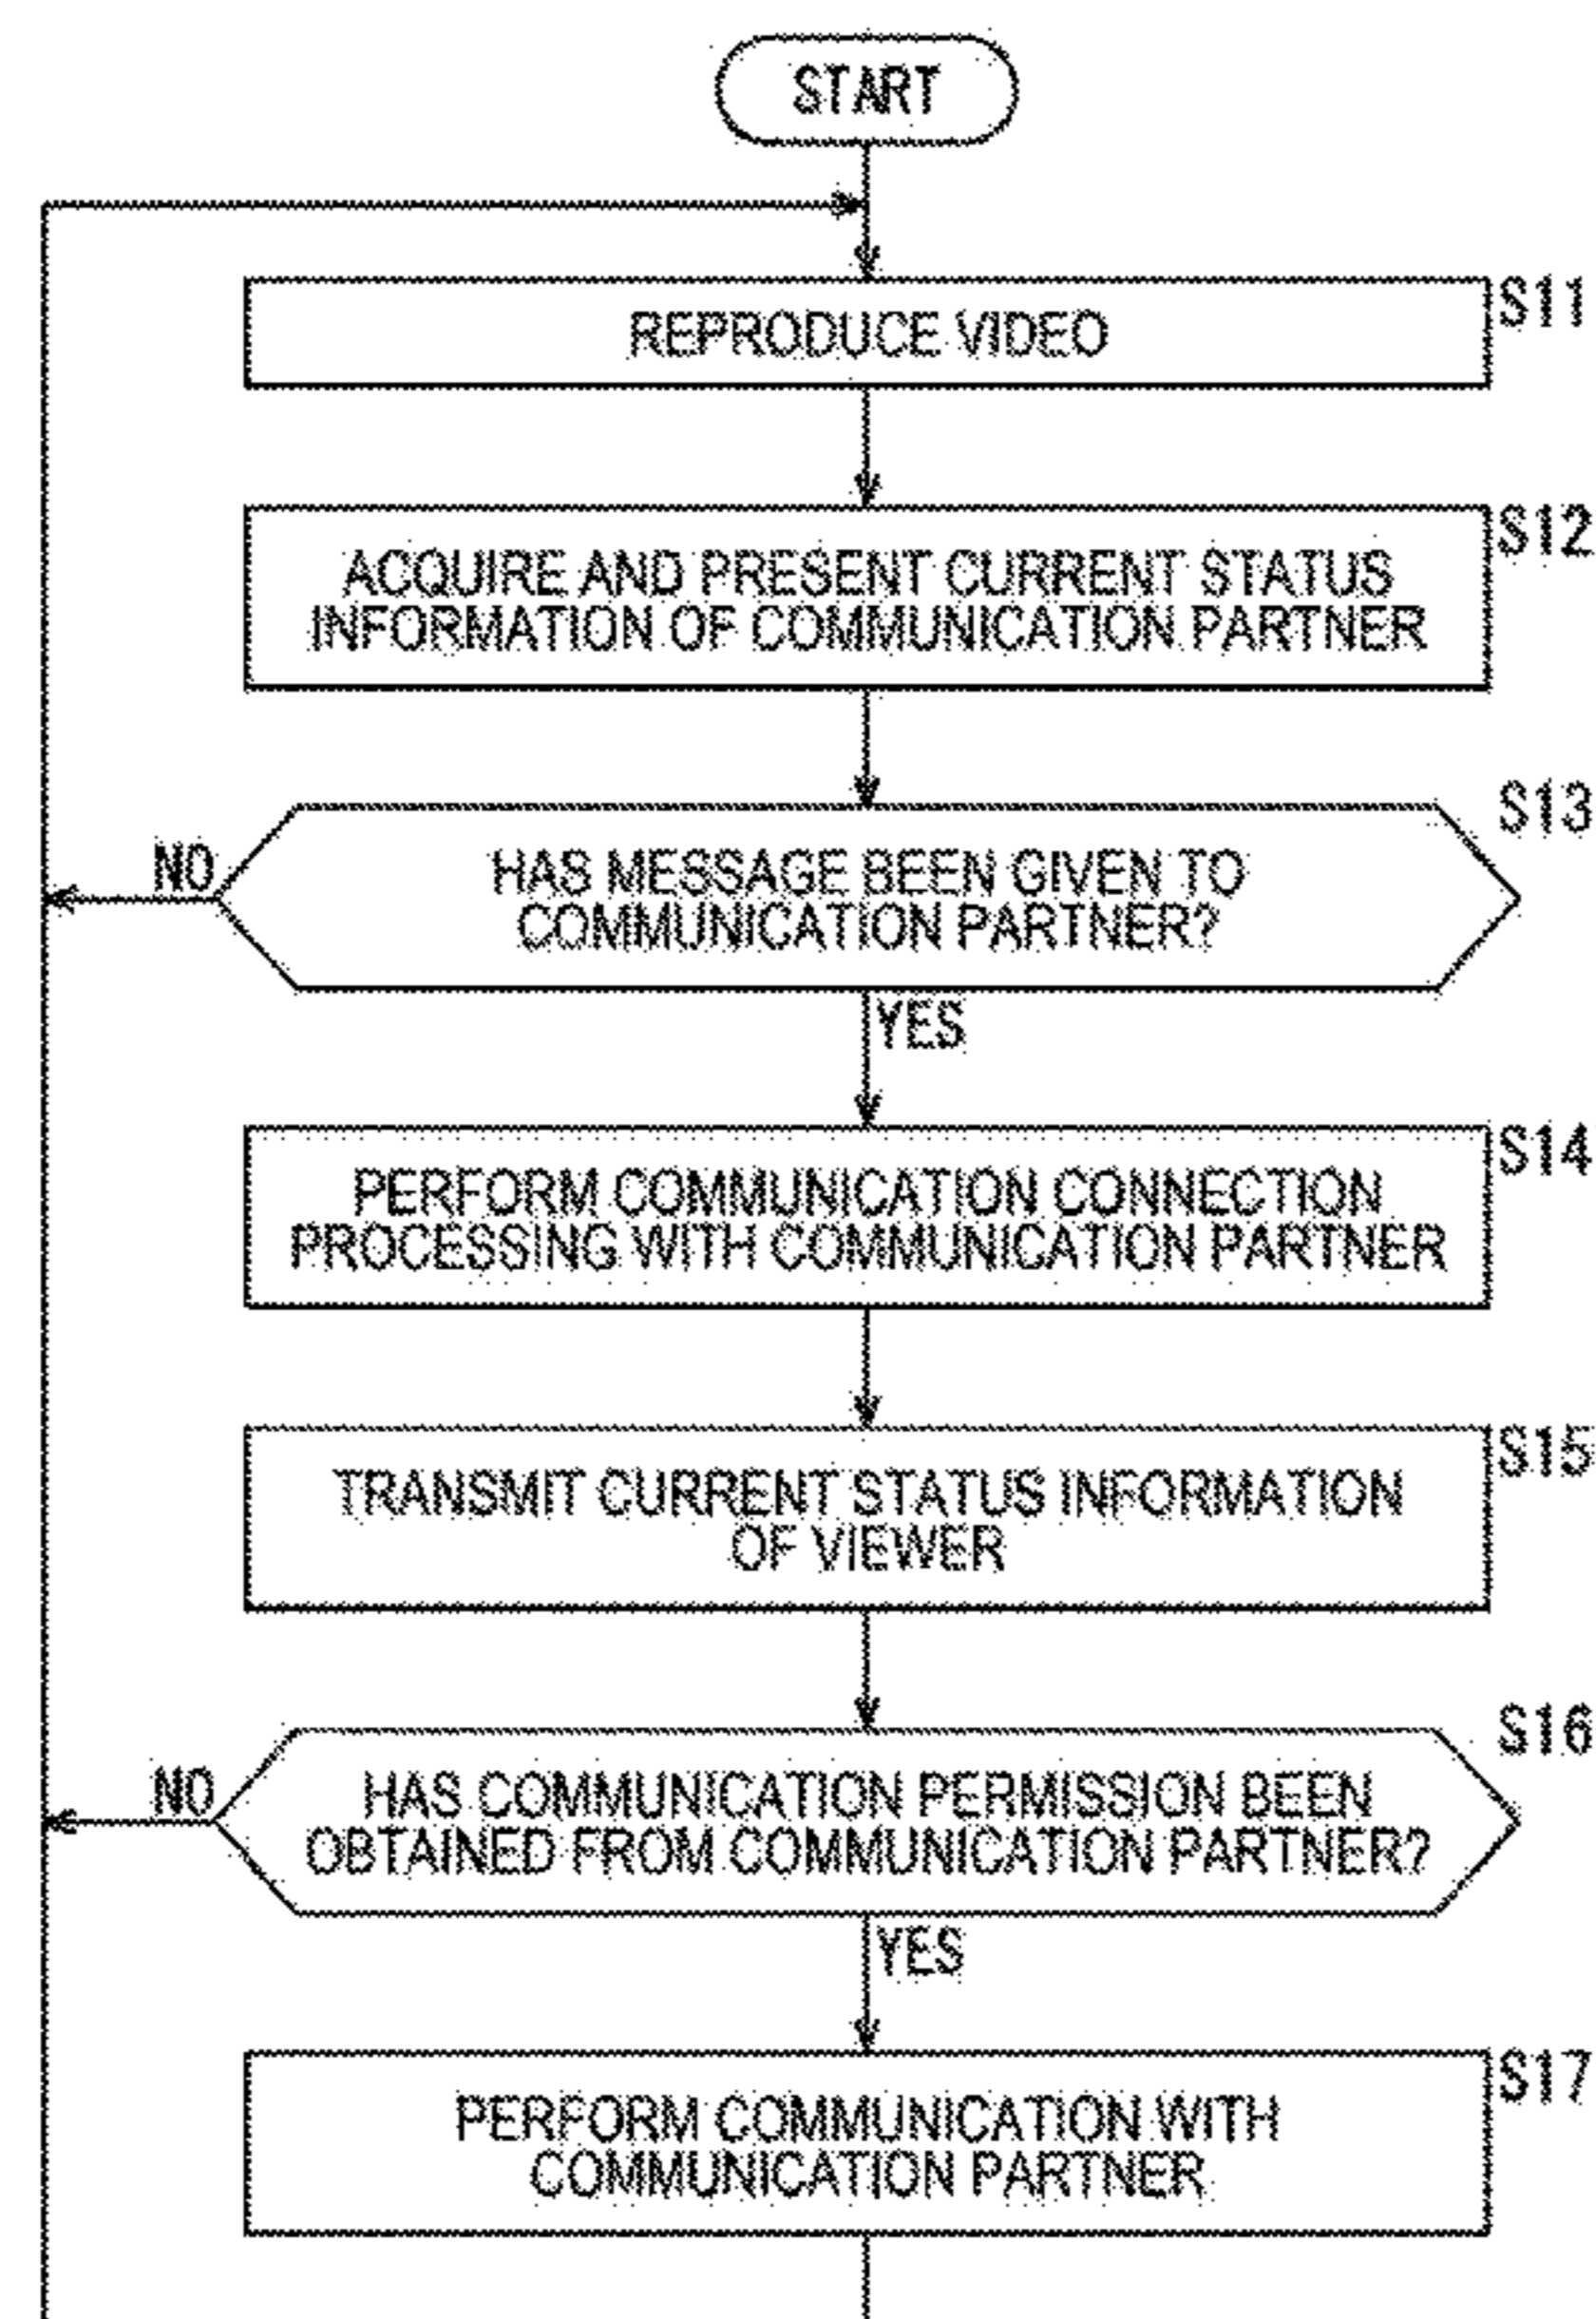 START
REPRODUCE VIDEO
S11
ACQUIRE AND PRESENT CURRENT STATUS
INFORMATION OF COMMUNICATION PARTNER
S12
HAS MESSAGE BEEN GIVEN TO
COMMUNICATION PARTNER?
S13
NO
YES
PERFORM COMMUNICATION CONNECTION
PROCESSING WITH COMMUNICATION PARTNER
S14
TRANSMIT CURRENT STATUS INFORMATION
OF VIEWER
S15
HAS COMMUNICATION PERMISSION BEEN
OBTAINED FROM COMMUNICATION PARTNER?
S16
NO
YES
PERFORM COMMUNICATION WITH
COMMUNICATION PARTNER
S17